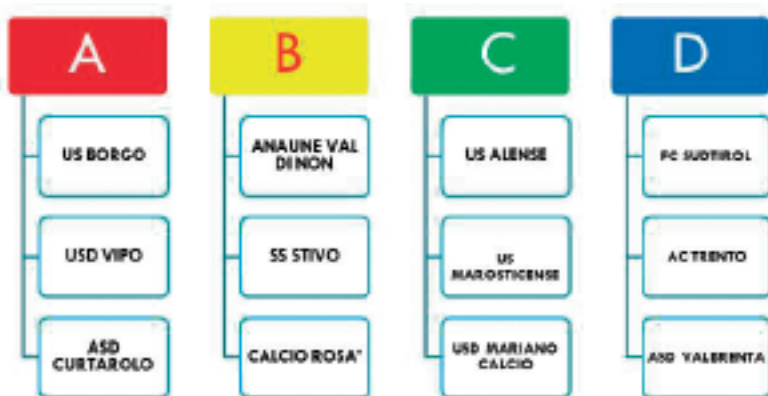 A
US BORGO
USD VIPO
ASD
CURTAROLO
B
ANAUNE VAL
DI NON
SS STIVO
CALCIO ROSA"
C
US ALENSE
US
MAROSTICENSE
USD MARIANO
CALCIO
D
FC SUDTIROL
AC TRENTO
ASD VALBRENTA